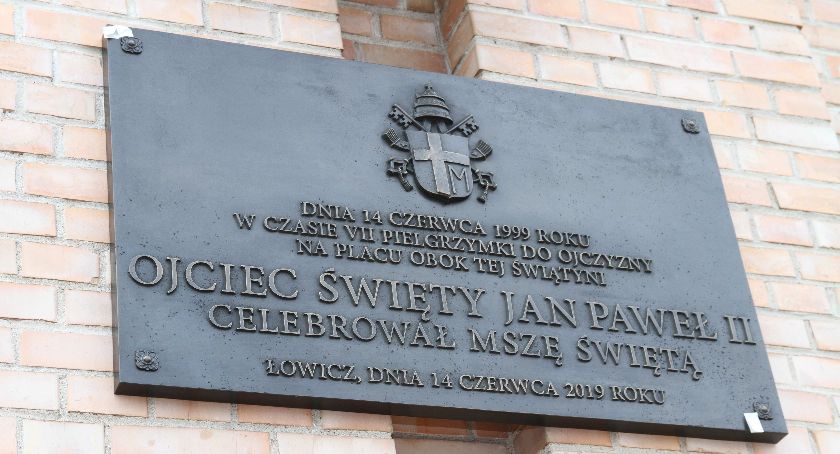 M
DNIA 14 CZERWCA 1999 ROKU
W CZASIE VII PIELGRZYMKI DO OJCZYZNY
NA PLACU OBOK TEJ ŚWIĄTYNI
OJCIEC ŚWIĘTY JAN PAWEŁ II
CELEBROWAŁ MSZĘ ŚWIĘTĄ
ŁOWICZ, DNIA 14 CZERWCA 2019 ROKU